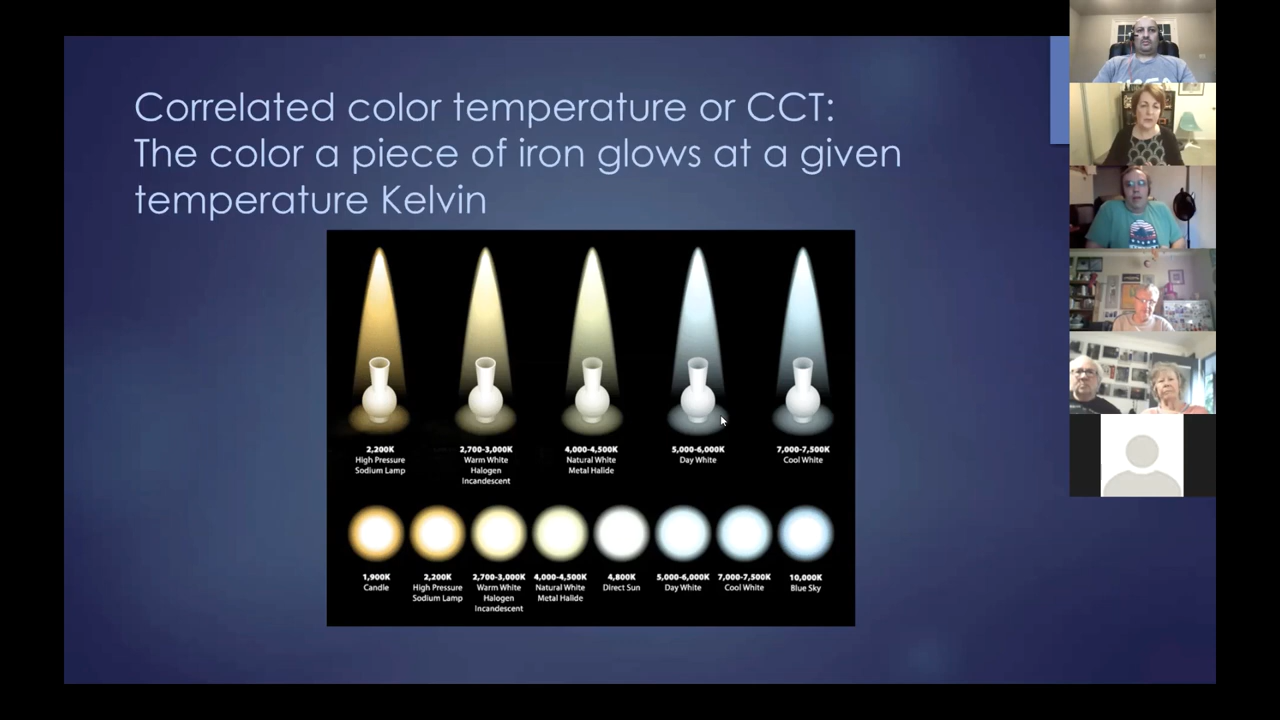 Correlated color temperature or CCT:
The color a piece of iron glows at a given
temperature Kelvin
2,200K
High Pressure
Sodium Lamp
2,700-3,000K
Warm White
Halogen
Incandescent
4,000-4,500K
Natural White
Metal Halide
5,000-6,000K
Day White
7,000-7,500K
Cool White
1,900K
Candle
2,200K
High Pressure
Sodium Lamp
2,700-3,000K
Warm White
Halogen
Incandescent
4,000-4,500K
Natural White
Metal Halide
4,800K
Direct Sun
5,000-6,000K
Day White
7,000-7,500K
Cool White
10,000K
Blue Sky